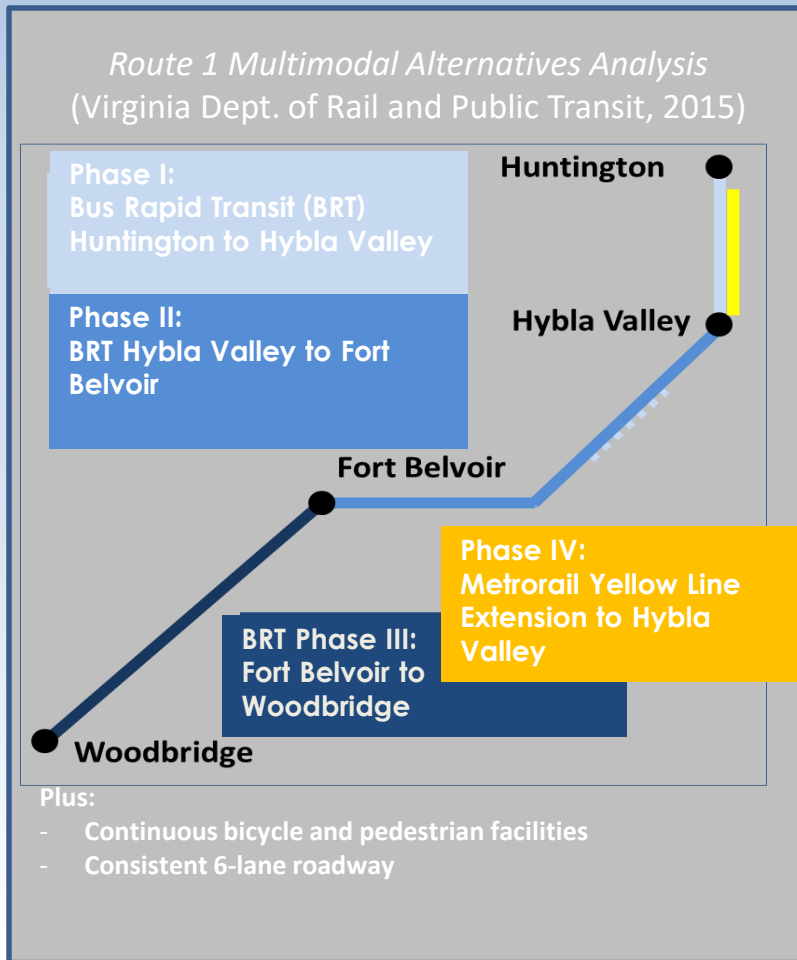 Route 1 Multimodal Alternatives Analysis
(Virginia Dept. of Rail and Public Transit, 2015)
Phase I:
Bus Rapid Transit (BRT)
Huntington to Hybla Valley
Huntington
Phase II:
BRT Hybla Valley to Fort
Belvoir
Hybla Valley
Fort Belvoir
Phase IV:
Metrorail Yellow Line
Extension to Hybla
Valley
BRT Phase III:
Fort Belvoir to
Woodbridge
Woodbridge
Plus:
- Continuous bicycle and pedestrian facilities
- Consistent 6-lane roadway